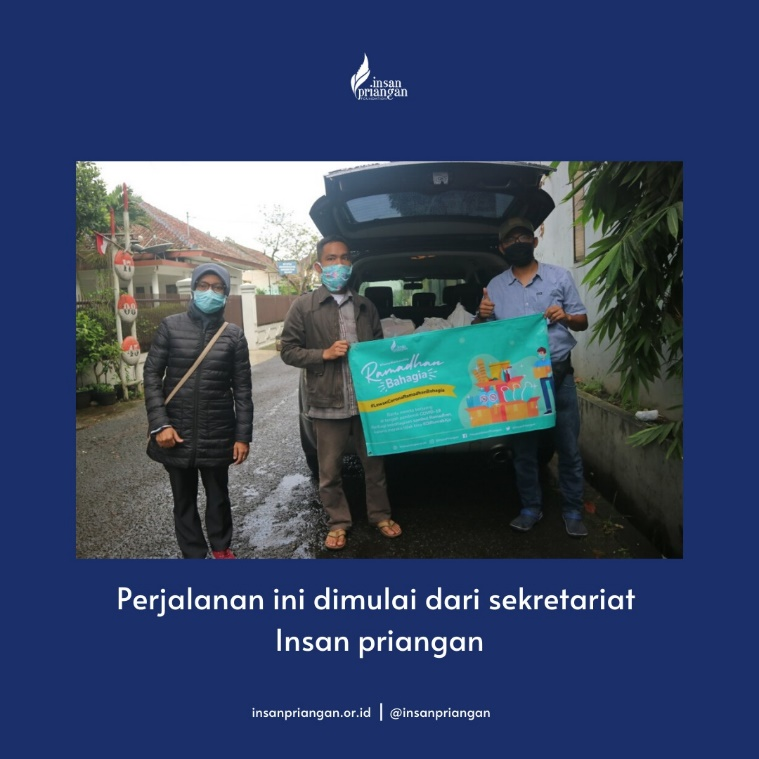 .insan
priangan
Ramadhan
Bahagia
Perjalanan ini dimulai dari sekretariat
Insan priangan
insanpriangan.or.id | @insanpriangan